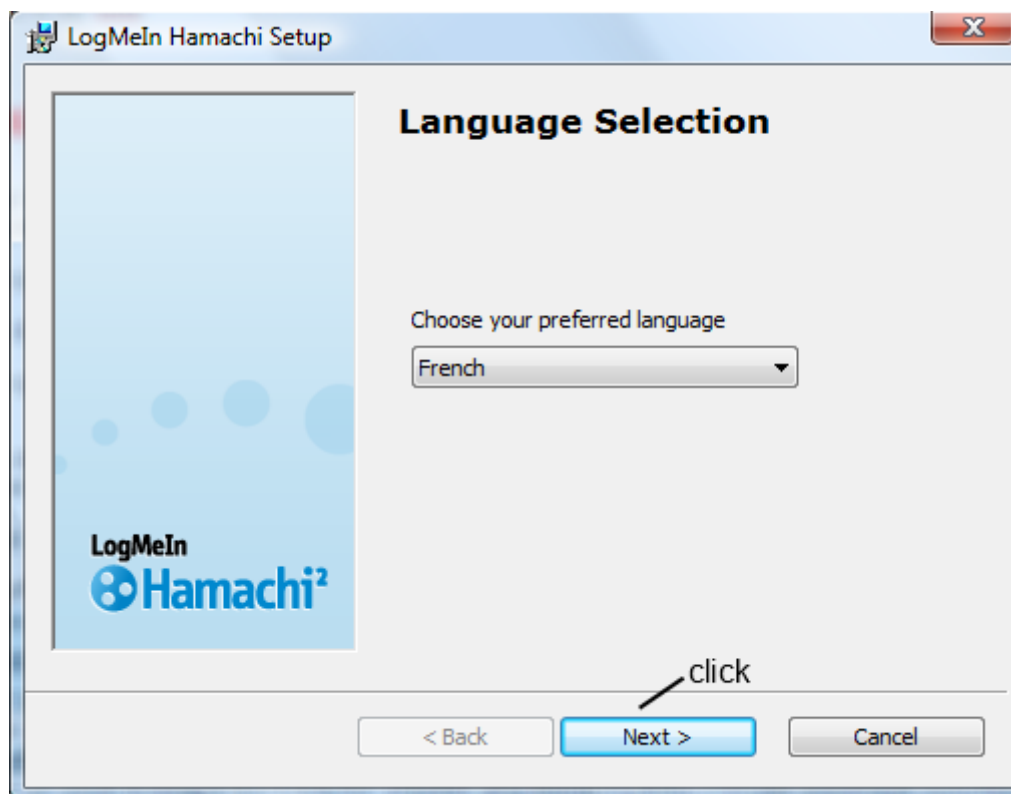 LogMeIn Hamachi Setup
Language Selection
Choose your preferred language
French
LogMeIn
Hamachi²
click
< Back
Next >
Cancel